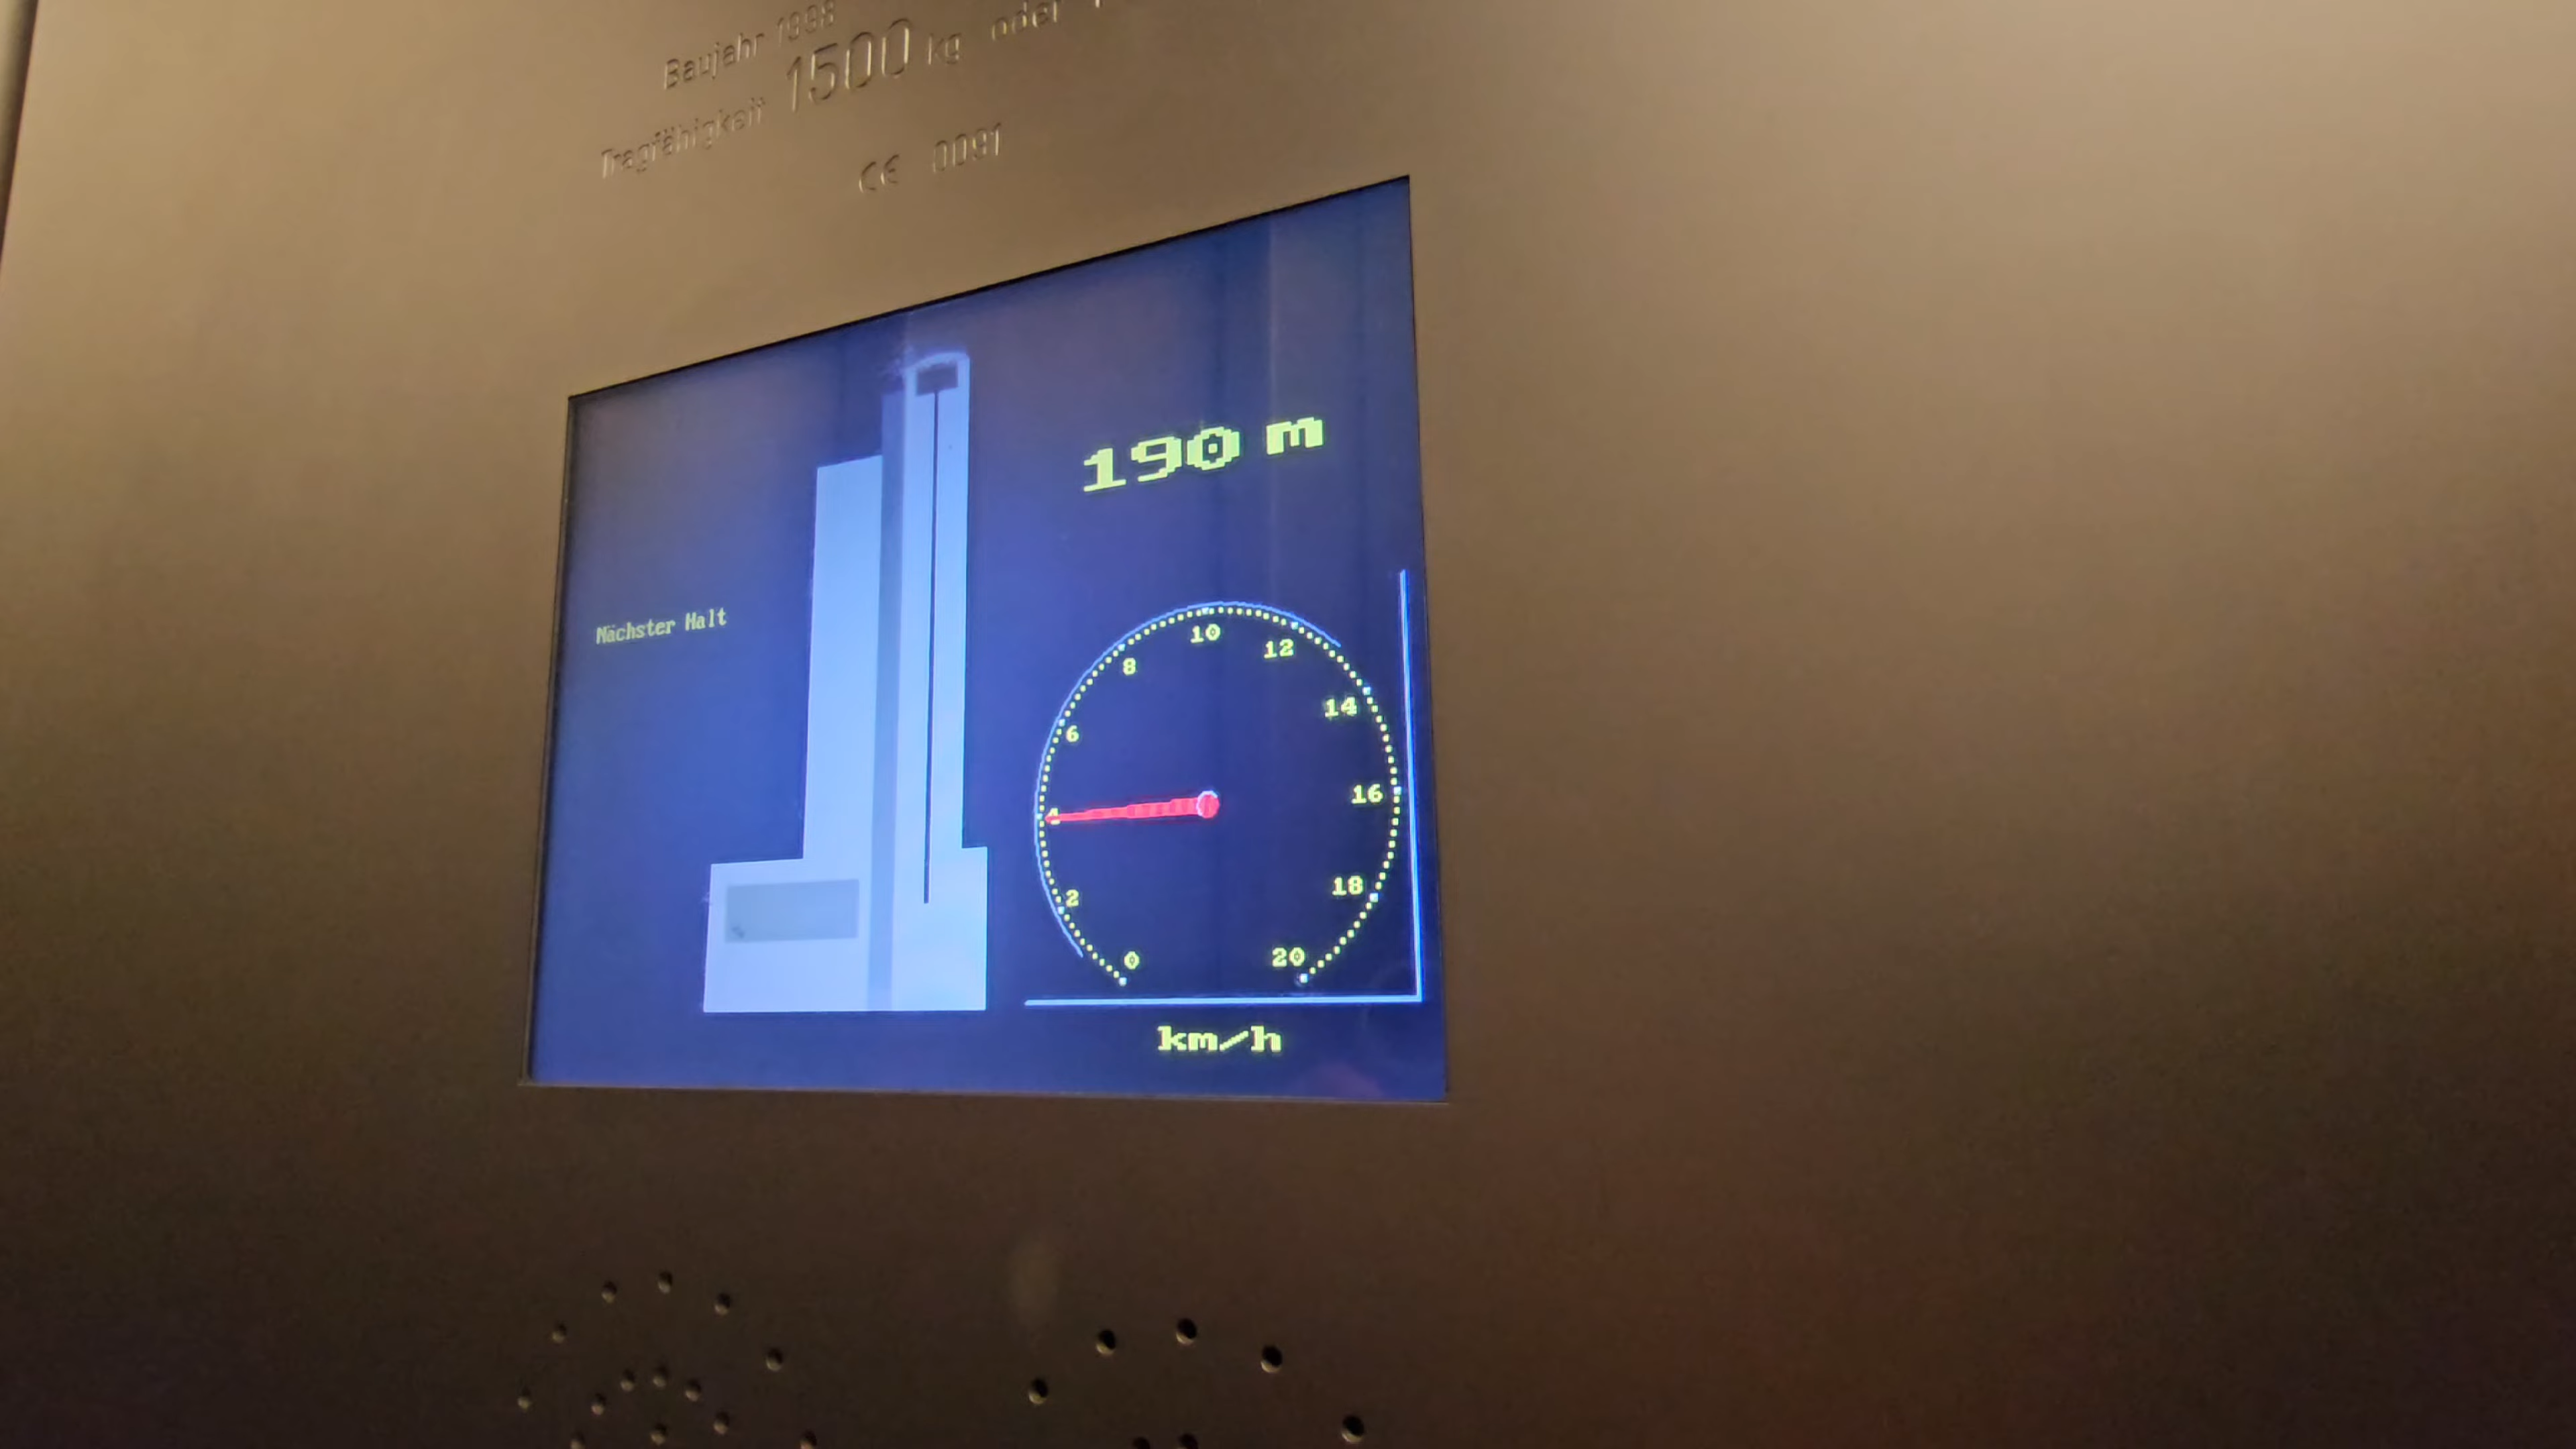 Baujahr 1998
Tragfähigkeit 1500 kg oder
CE 0091
190 m
Nächster Halt
10
8
12
6
14
4
16
2
18
0
20
km/h